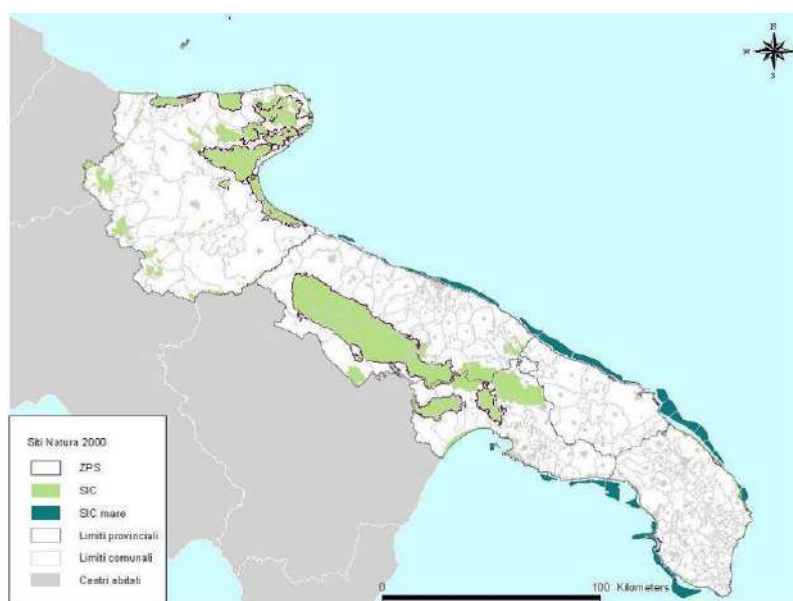 N
W
S
Siti Natura 2000
ZPS
SIC
SIC mare
Limiti provinciali
Limiti comunali
Centri abitati
0 100 Kilometers